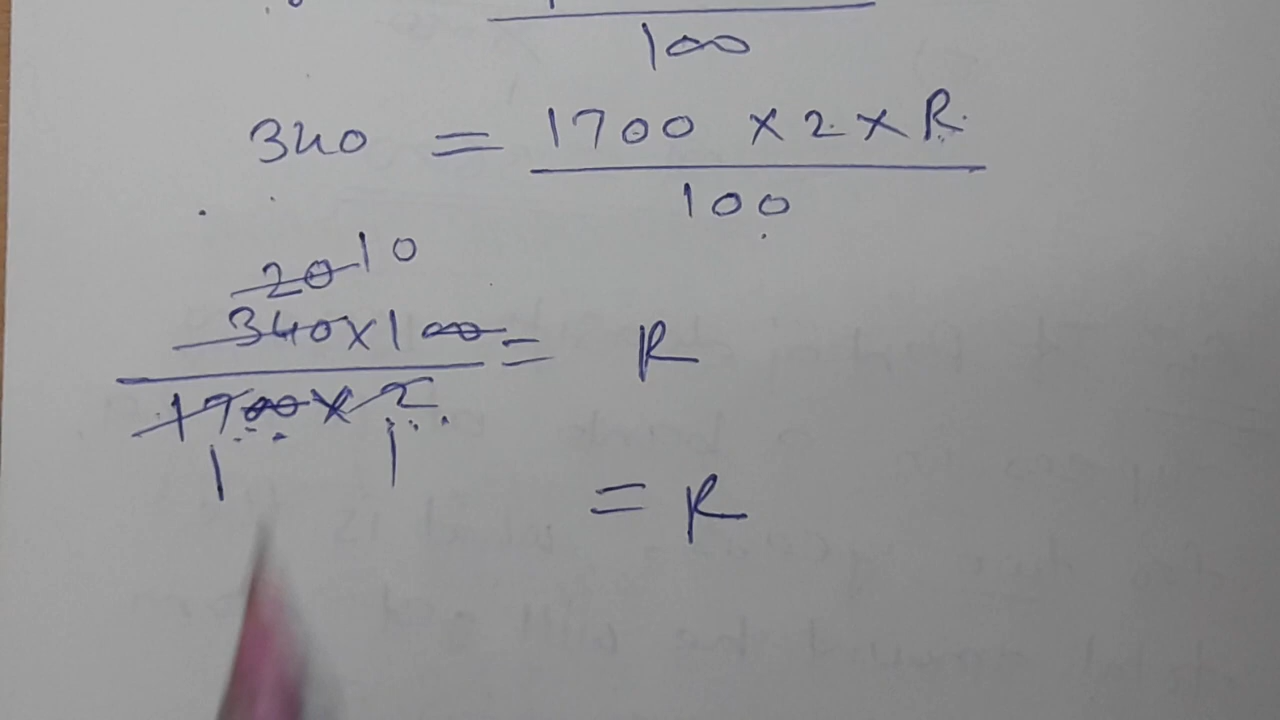 100
340 = 1700 × 2 × R
100
20 10
340 × 100 = R
1700 × 2
1 1
= R